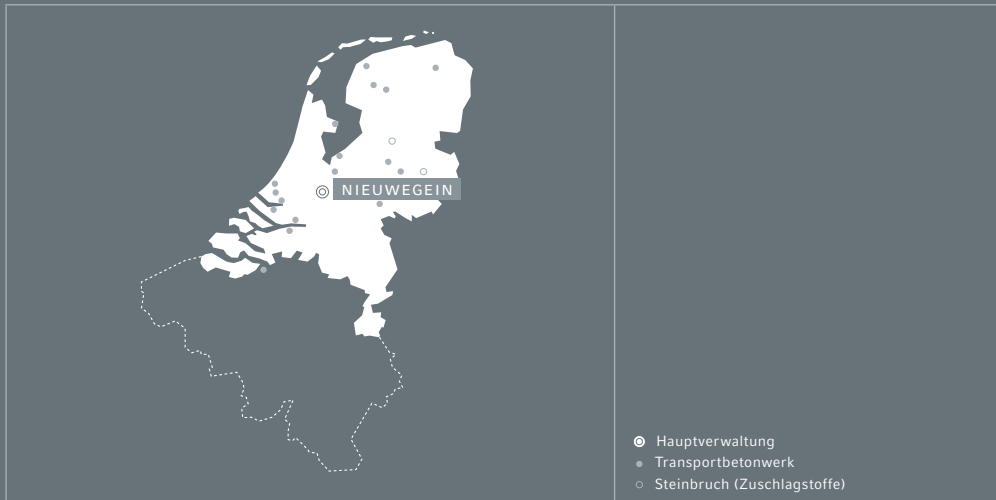 NIEUWEGEIN
Hauptverwaltung
Transportbetonwerk
Steinbruch (Zuschlagstoffe)